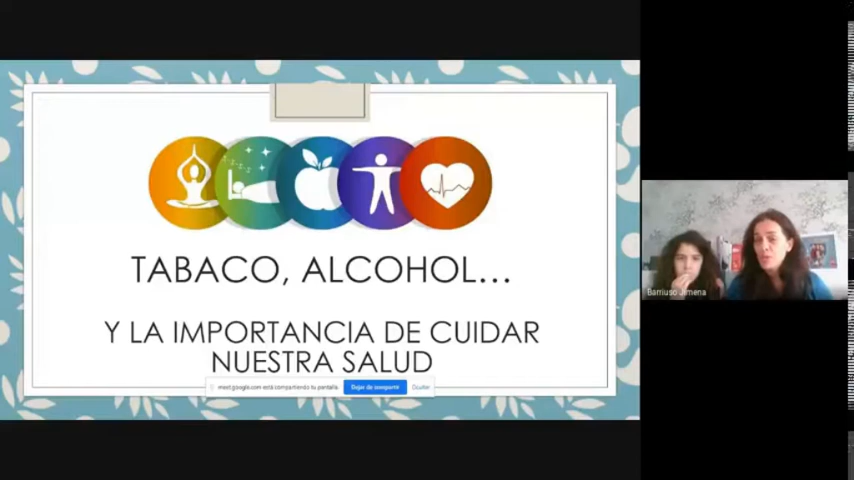 TABACO, ALCOHOL...
Y LA IMPORTANCIA DE CUIDAR
NUESTRA SALUD
meet.google.com está compartiendo tu pantalla.
Dejar de compartir
Ocultar
Barriuso Jimena